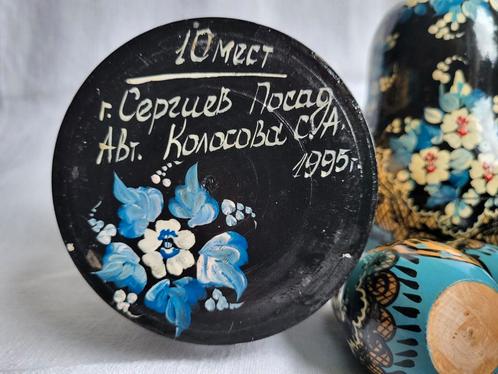 10 мест
г. Сергиев Посад
Авт. Колосова С.А.
1995г.